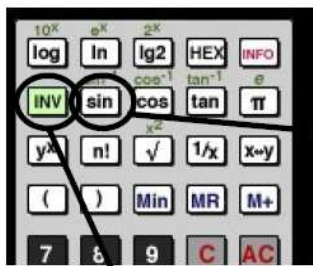 10ˣ eˣ 2ˣ
log ln lg2 HEX INFO
cos⁻¹ tan⁻¹ e
INV sin cos tan π
x²
yˣ n! √ 1/x x↔y
( ) Min MR M+
7 8 9 C AC